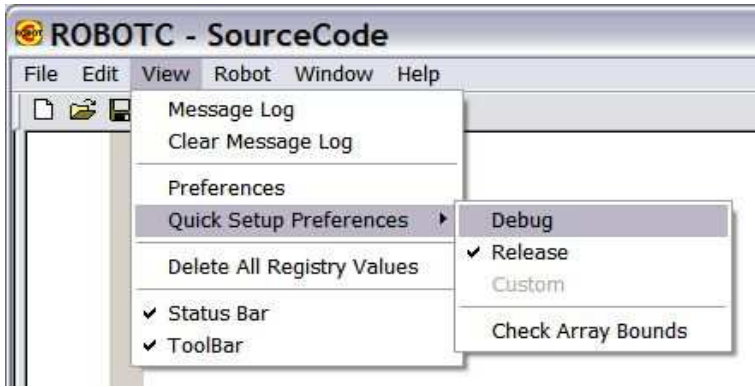 ROBOTC - SourceCode
File Edit View Robot Window Help
Message Log
Clear Message Log
Preferences
Quick Setup Preferences
Debug
Release
Custom
Check Array Bounds
Delete All Registry Values
Status Bar
ToolBar